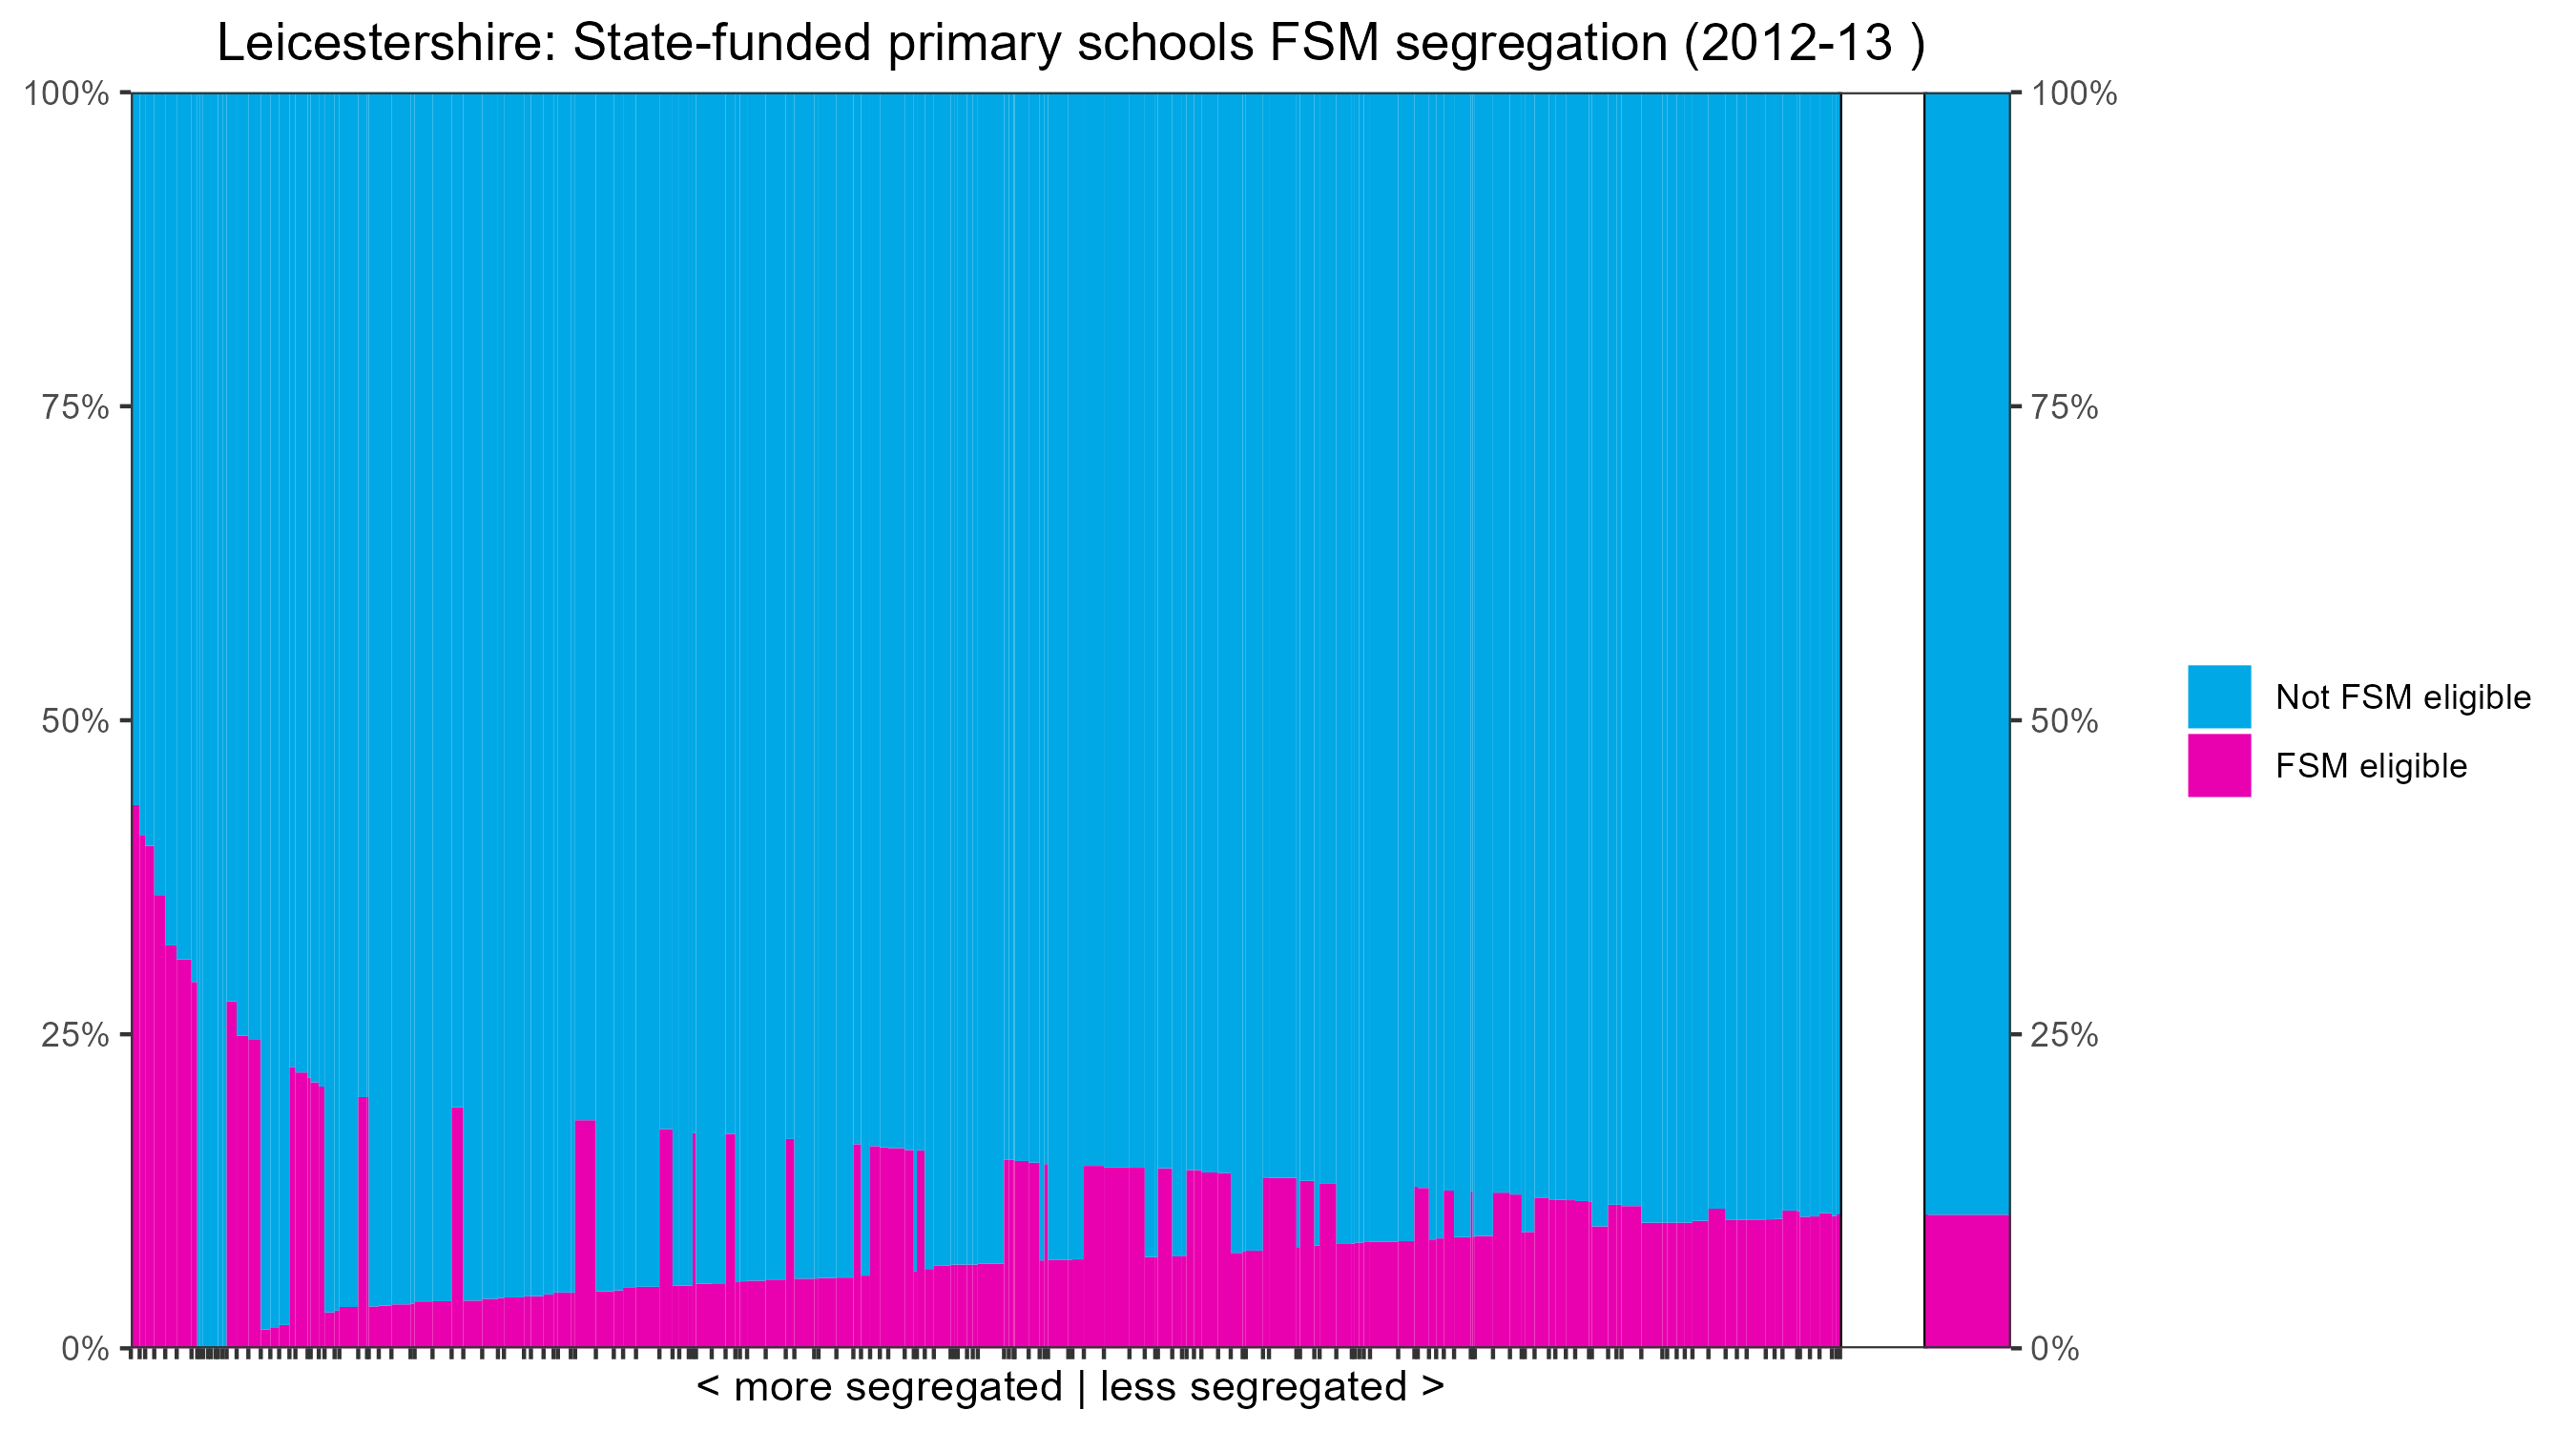 Leicestershire: State-funded primary schools FSM segregation (2012-13 )
100%
75%
50%
25%
0%
100%
75%
50%
25%
0%
Not FSM eligible
FSM eligible
< more segregated | less segregated >